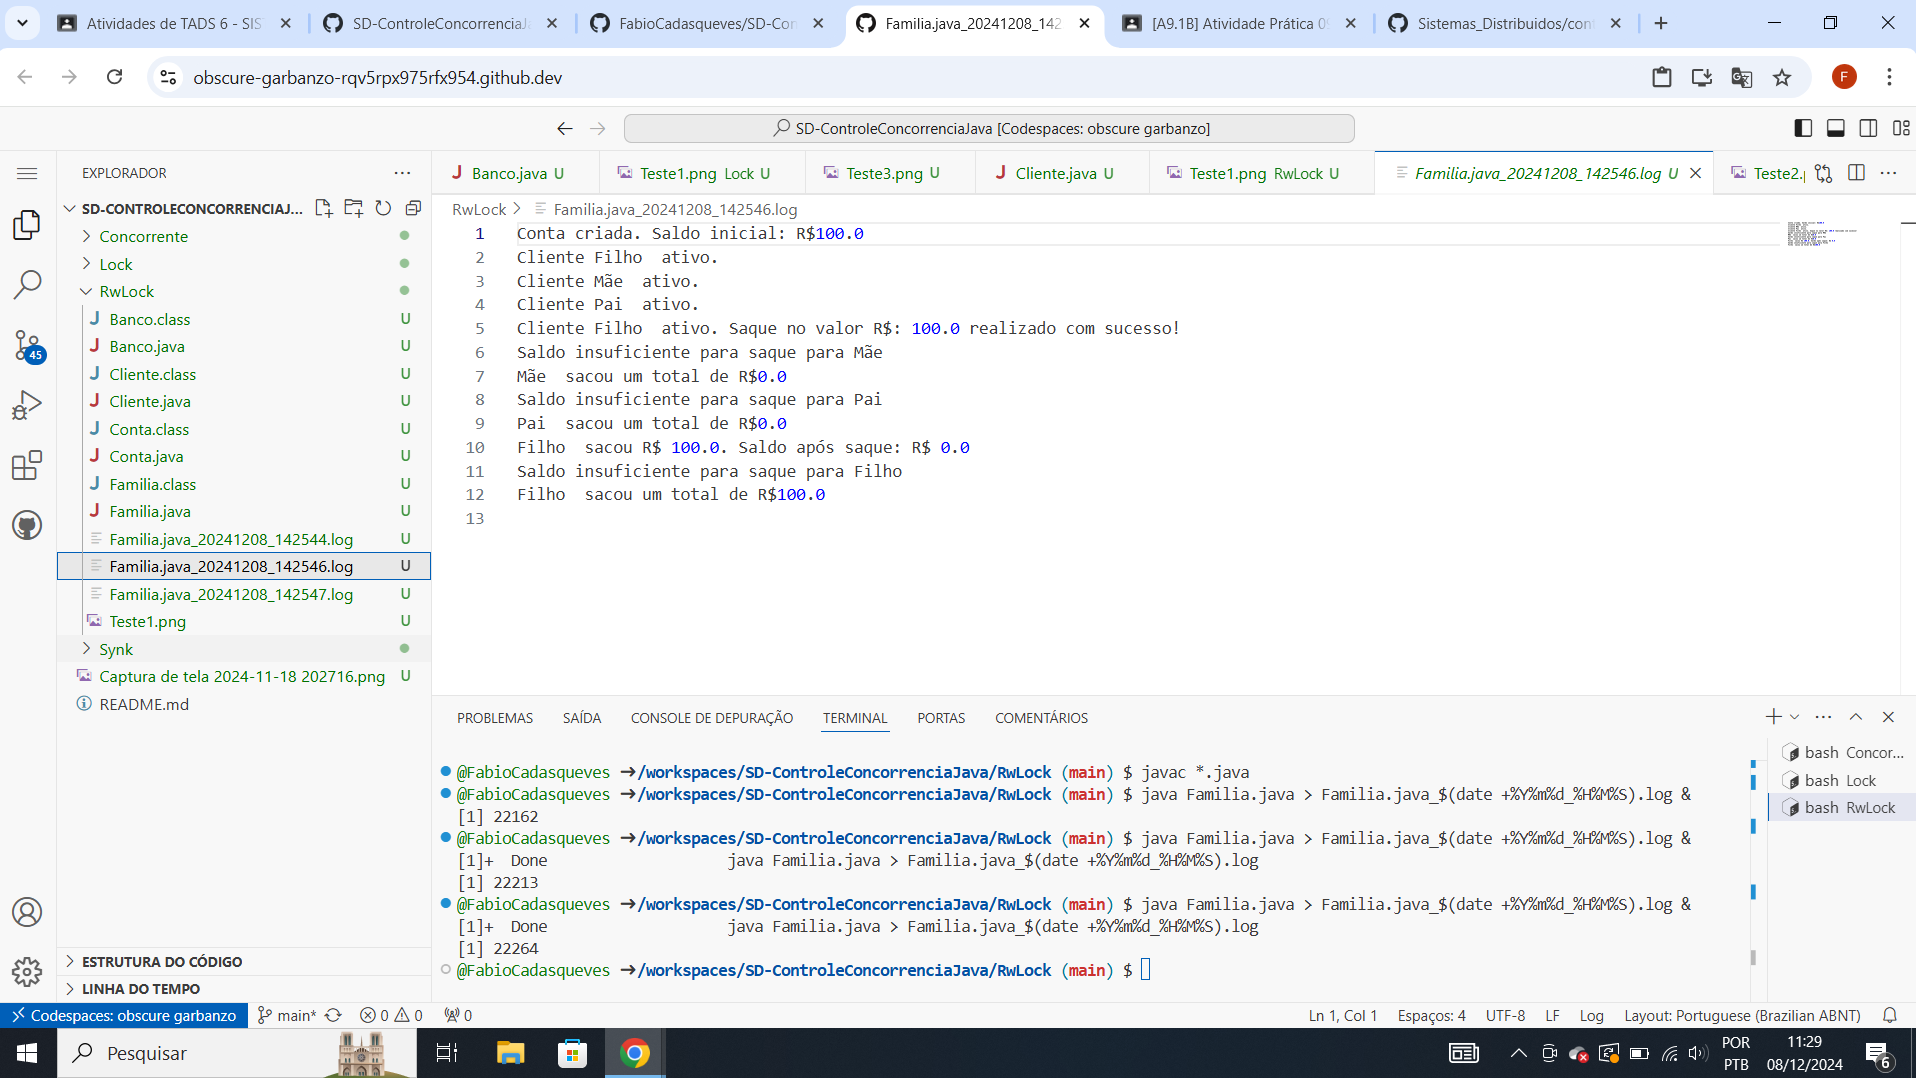 Atividades de TADS 6 - SIS
SD-ControleConcorrenciaJa
FabioCadasqueves/SD-Con
Familia.java_20241208_142
[A9.1B] Atividade Prática 09
Sistemas_Distribuidos/con
obscure-garbanzo-rqv5rpx975rfx954.github.dev
F
SD-ControleConcorrenciaJava [Codespaces: obscure garbanzo]
EXPLORADOR
Banco.java U
Teste1.png Lock U
Teste3.png U
Cliente.java U
Teste1.png RwLock U
Familia.java_20241208_142546.log U
Teste2.p
SD-CONTROLECONCORRENCIAJ...
RwLock > Familia.java_20241208_142546.log
Concorrente
Lock
RwLock
Banco.class U
Banco.java U
Cliente.class U
Cliente.java U
Conta.class U
Conta.java U
Familia.class U
Familia.java U
Familia.java_20241208_142544.log U
Familia.java_20241208_142546.log U
Familia.java_20241208_142547.log U
Teste1.png U
Synk
Captura de tela 2024-11-18 202716.png U
README.md
45
1 Conta criada. Saldo inicial: R$100.0
2 Cliente Filho  ativo.
3 Cliente Mãe  ativo.
4 Cliente Pai  ativo.
5 Cliente Filho  ativo. Saque no valor R$: 100.0 realizado com sucesso!
6 Saldo insuficiente para saque para Mãe
7 Mãe  sacou um total de R$0.0
8 Saldo insuficiente para saque para Pai
9 Pai  sacou um total de R$0.0
10 Filho  sacou R$ 100.0. Saldo após saque: R$ 0.0
11 Saldo insuficiente para saque para Filho
12 Filho  sacou um total de R$100.0
13
PROBLEMAS SAÍDA CONSOLE DE DEPURAÇÃO TERMINAL PORTAS COMENTÁRIOS
@FabioCadasqueves →/workspaces/SD-ControleConcorrenciaJava/RwLock (main) $ javac *.java
@FabioCadasqueves →/workspaces/SD-ControleConcorrenciaJava/RwLock (main) $ java Familia.java > Familia.java_$(date +%Y%m%d_%H%M%S).log &
[1] 22162
@FabioCadasqueves →/workspaces/SD-ControleConcorrenciaJava/RwLock (main) $ java Familia.java > Familia.java_$(date +%Y%m%d_%H%M%S).log &
[1]+  Done                    java Familia.java > Familia.java_$(date +%Y%m%d_%H%M%S).log
[1] 22213
@FabioCadasqueves →/workspaces/SD-ControleConcorrenciaJava/RwLock (main) $ java Familia.java > Familia.java_$(date +%Y%m%d_%H%M%S).log &
[1]+  Done                    java Familia.java > Familia.java_$(date +%Y%m%d_%H%M%S).log
[1] 22264
@FabioCadasqueves →/workspaces/SD-ControleConcorrenciaJava/RwLock (main) $
bash Concor...
bash Lock
bash RwLock
ESTRUTURA DO CÓDIGO
LINHA DO TEMPO
Codespaces: obscure garbanzo main* 0 0 0
Ln 1, Col 1 Espaços: 4 UTF-8 LF Log Layout: Portuguese (Brazilian ABNT)
Pesquisar
POR
PTB
11:29
08/12/2024
6